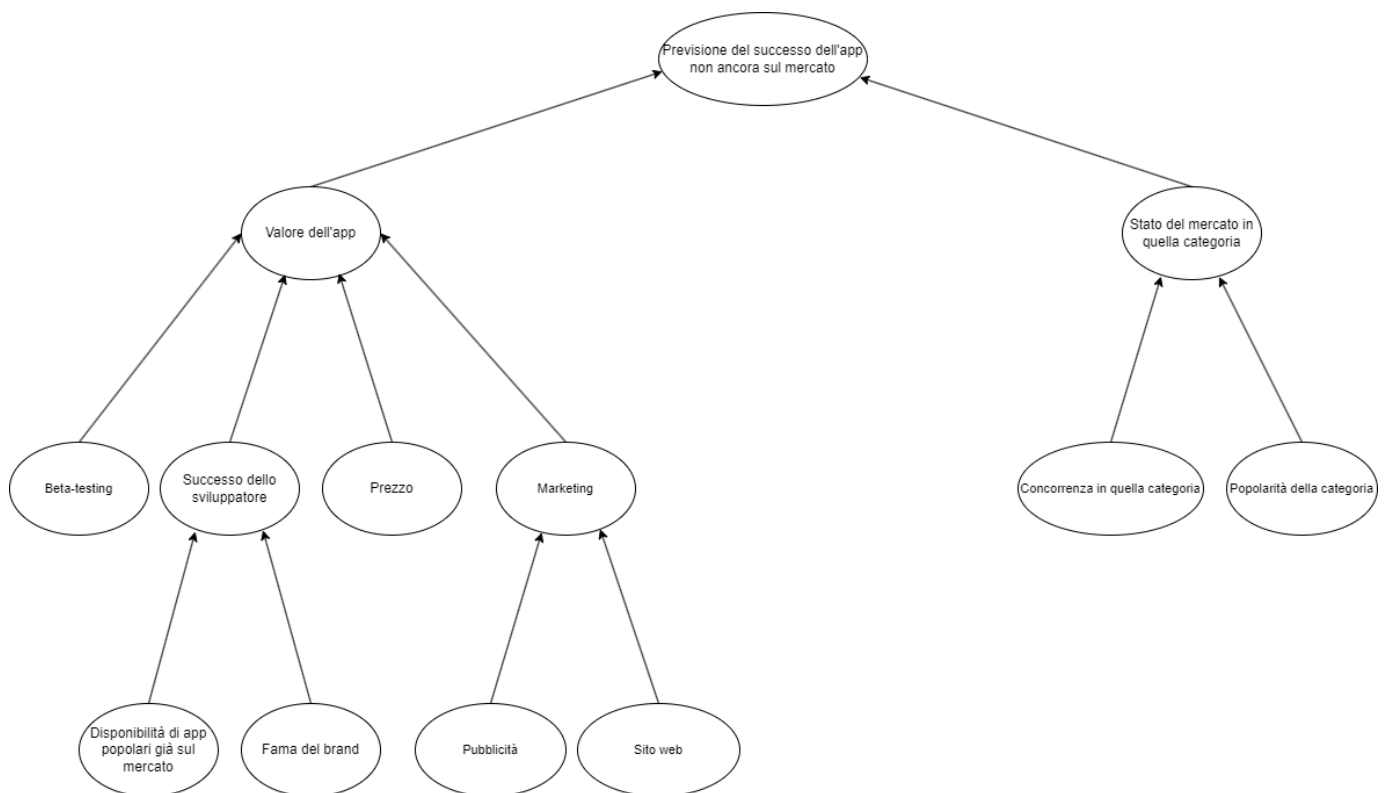 Previsione del successo dell'app
non ancora sul mercato
Valore dell'app
Stato del mercato in
quella categoria
Beta-testing
Successo dello
sviluppatore
Prezzo
Marketing
Concorrenza in quella categoria
Popolarità della categoria
Disponibilità di app
popolari già sul
mercato
Fama del brand
Pubblicità
Sito web